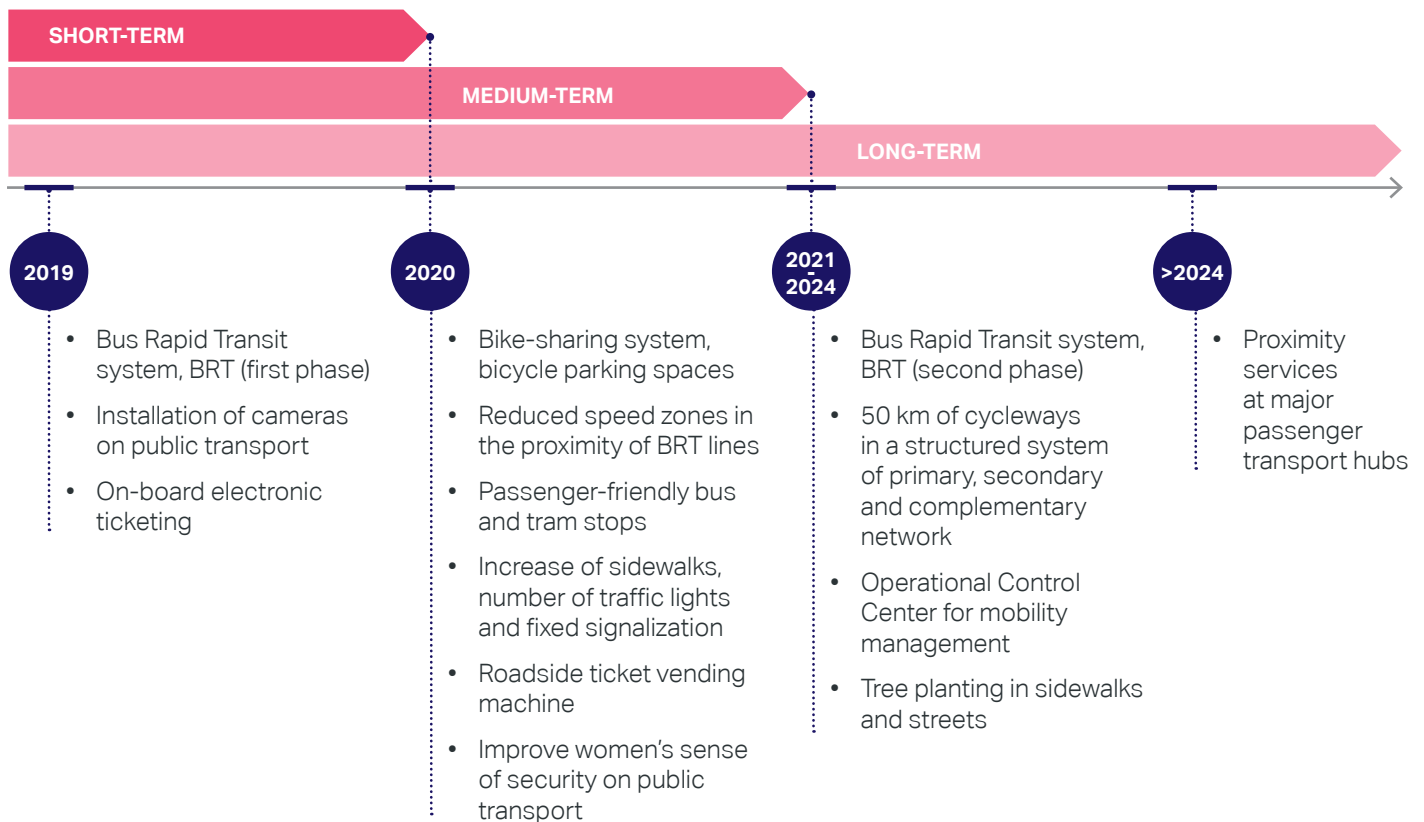 SHORT-TERM
MEDIUM-TERM
LONG-TERM
2019
• Bus Rapid Transit
system, BRT (first phase)
• Installation of cameras
on public transport
• On-board electronic
ticketing
2020
• Bike-sharing system,
bicycle parking spaces
• Reduced speed zones in
the proximity of BRT lines
• Passenger-friendly bus
and tram stops
• Increase of sidewalks,
number of traffic lights
and fixed signalization
• Roadside ticket vending
machine
• Improve women’s sense
of security on public
transport
2021
-
2024
• Bus Rapid Transit system,
BRT (second phase)
• 50 km of cycleways
in a structured system
of primary, secondary
and complementary
network
• Operational Control
Center for mobility
management
• Tree planting in sidewalks
and streets
>2024
• Proximity
services
at major
passenger
transport hubs